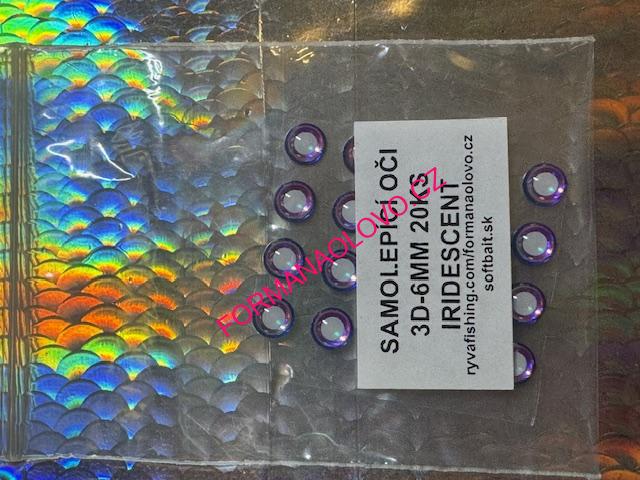 SAMOLEPÍCÍ OČI
3D-6MM 20KS
IRIDESCENT
ryvafishing.com/formanaolovo.cz
softbait.sk
FORMANAOLOVO.CZ